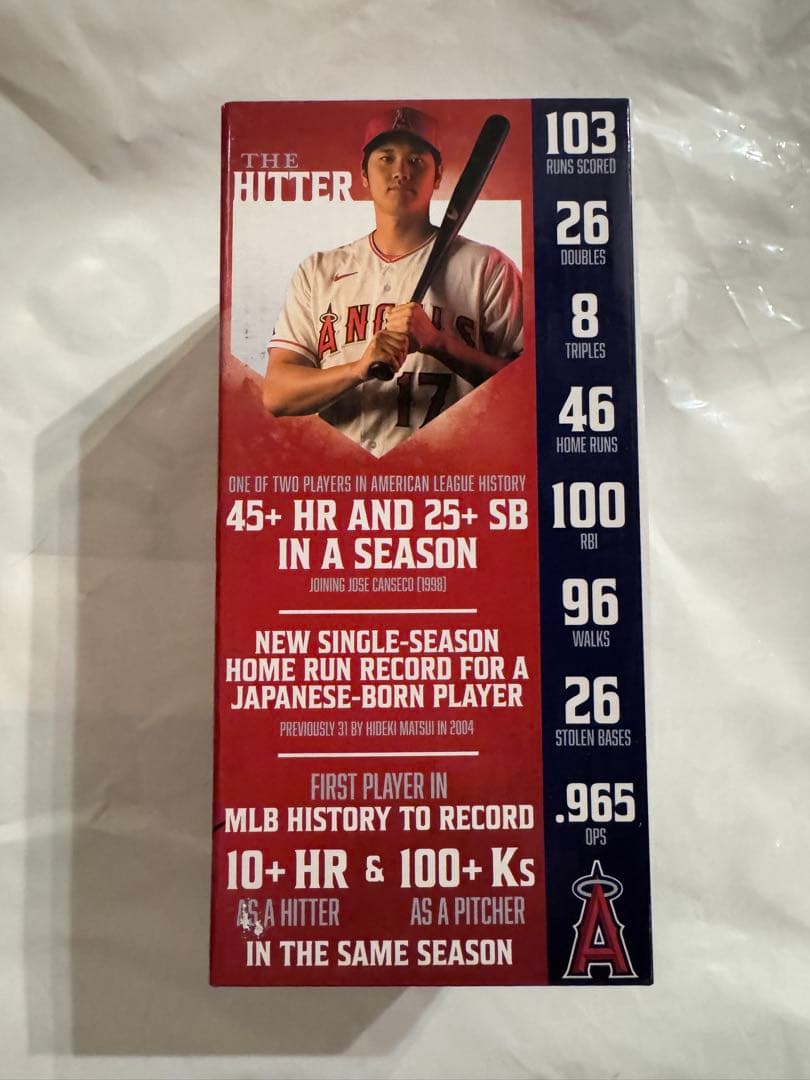 THE
HITTER
ANGELS
17
ONE OF TWO PLAYERS IN AMERICAN LEAGUE HISTORY
45+ HR AND 25+ SB
IN A SEASON
JOINING JOSE CANSECO (1998)
NEW SINGLE-SEASON
HOME RUN RECORD FOR A
JAPANESE-BORN PLAYER
PREVIOUSLY 31 BY HIDEKI MATSUI IN 2004
FIRST PLAYER IN
MLB HISTORY TO RECORD
10+ HR & 100+ Ks
AS A HITTER AS A PITCHER
IN THE SAME SEASON
103
RUNS SCORED
26
DOUBLES
8
TRIPLES
46
HOME RUNS
100
RBI
96
WALKS
26
STOLEN BASES
.965
OPS
A